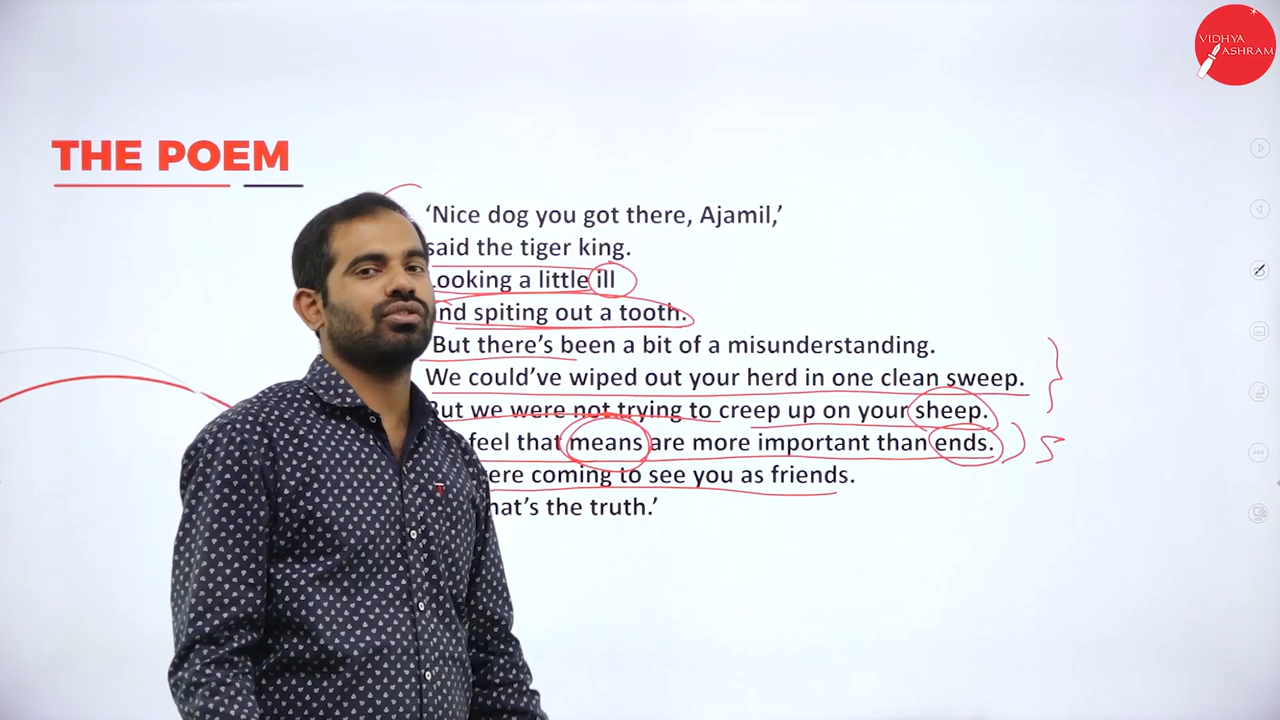 VIDHYA
ASHRAM
THE POEM
‘Nice dog you got there, Ajamil,’
said the tiger king.
ooking a little ill
nd spiting out a tooth.
But there’s been a bit of a misunderstanding.
We could’ve wiped out your herd in one clean sweep.
But we were not trying to creep up on your sheep.
feel that means are more important than ends.
ere coming to see you as friends.
hat’s the truth.’